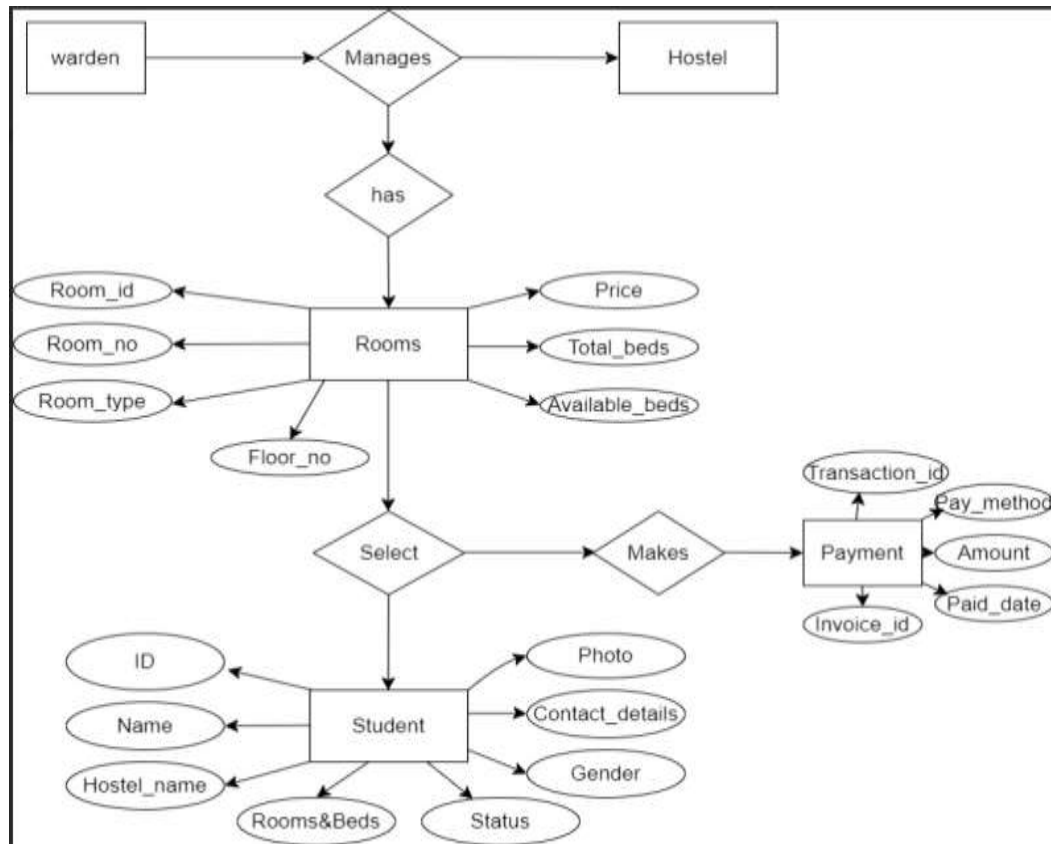 warden
Manages
Hostel
has
Room_id
Price
Room_no
Rooms
Total_beds
Room_type
Available_beds
Floor_no
Transaction_id
Pay_method
Select
Makes
Payment
Amount
Paid_date
Invoice_id
ID
Photo
Name
Student
Contact_details
Hostel_name
Gender
Rooms&Beds
Status